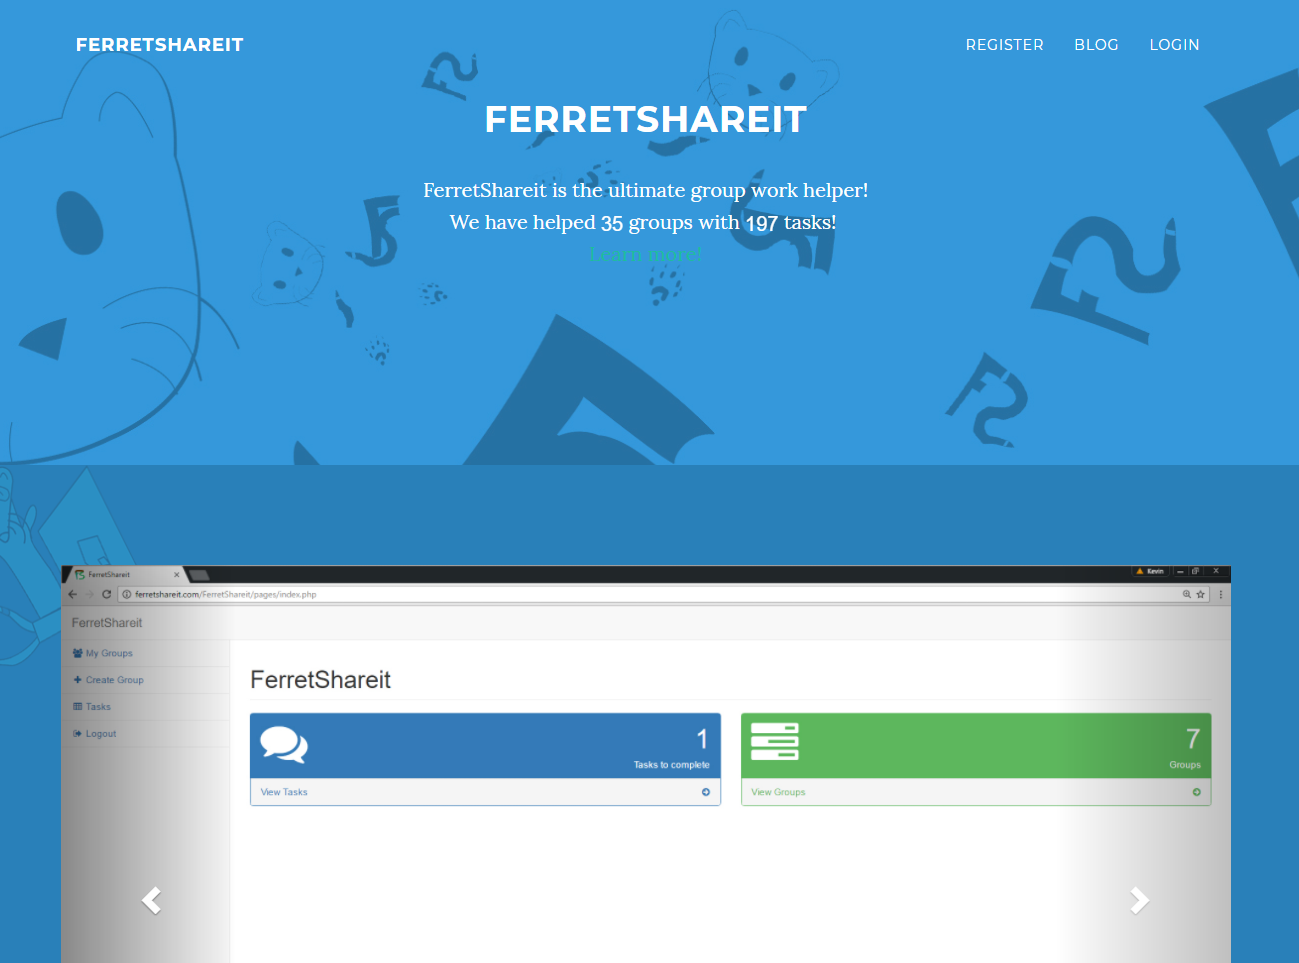 FERRETSHAREIT
REGISTER BLOG LOGIN
FERRETSHAREIT
FerretShareit is the ultimate group work helper!
We have helped 35 groups with 197 tasks!
Learn more!
FerretShareit
Kevin
ferretshareit.com/FerretShareit/pages/index.php
FerretShareit
My Groups
Create Group
Tasks
Logout
FerretShareit
1
Tasks to complete
View Tasks
7
Groups
View Groups